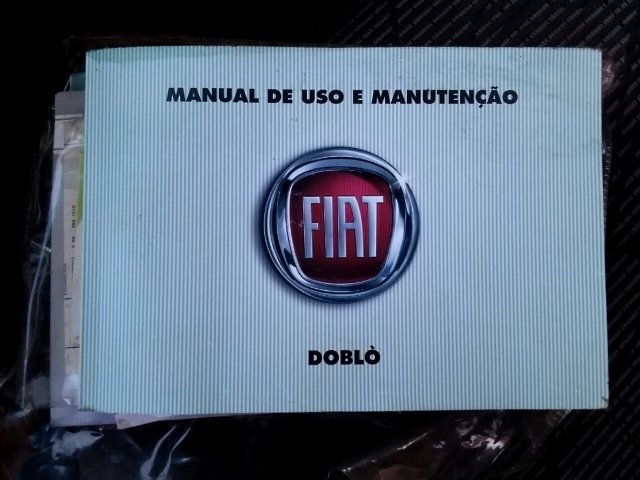 MANUAL DE USO E MANUTENÇÃO
FIAT
DOBLÒ